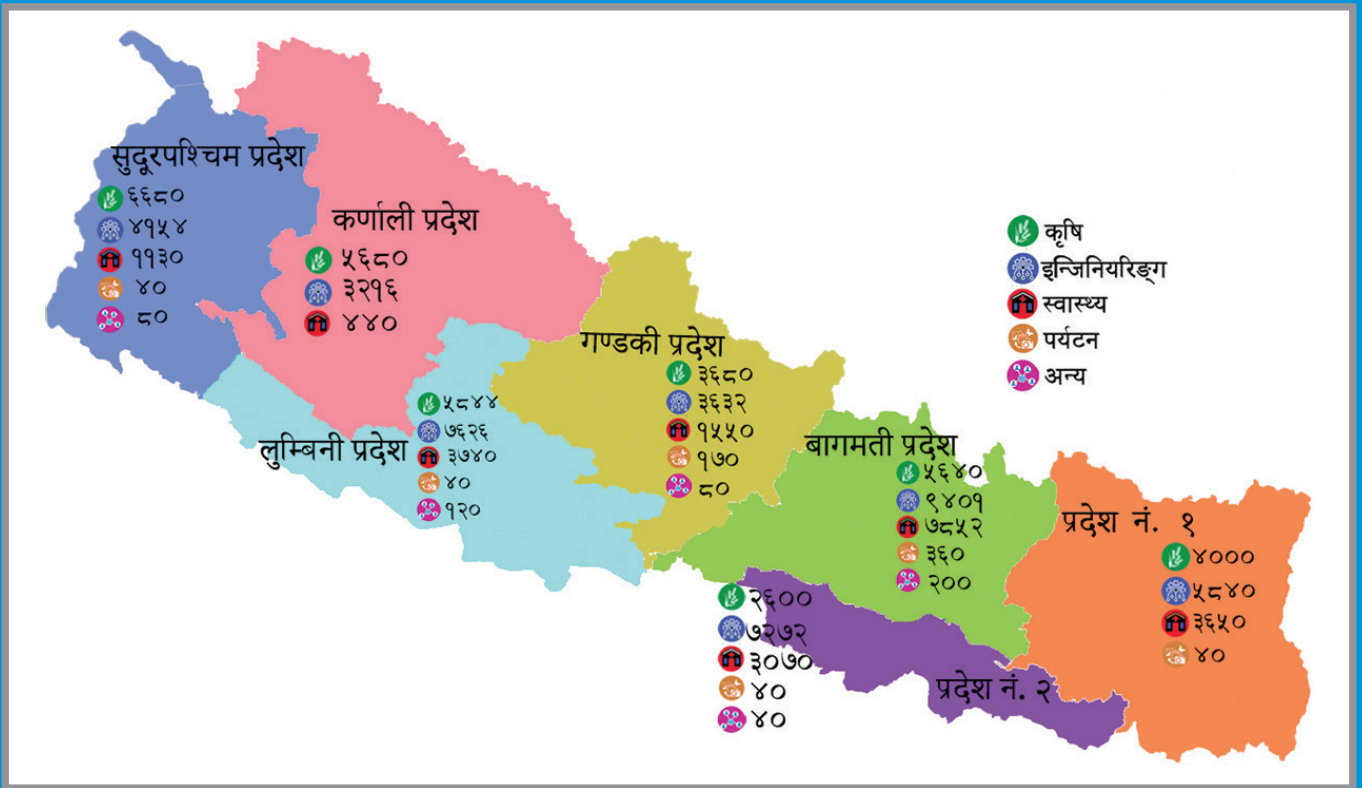 सुदूरपश्चिम प्रदेश
६६८०
४१५४
११३०
४०
८०
कर्णाली प्रदेश
५६८०
३२१६
४४०
लुम्बिनी प्रदेश
५८४४
७६२६
३७४०
४०
१२०
गण्डकी प्रदेश
३६८०
३६३२
१५५०
१७०
८०
बागमती प्रदेश
५६४०
९४०१
७८५२
३६०
२००
प्रदेश नं. २
२६००
७२७२
३०७०
४०
४०
प्रदेश नं. १
४०००
५८४०
३६५०
४०
कृषि
इन्जिनियरिङ्ग
स्वास्थ्य
पर्यटन
अन्य